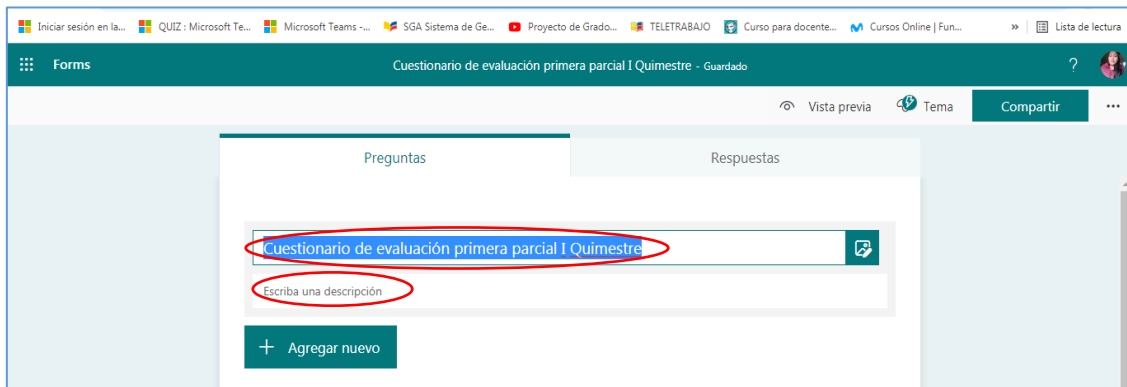 Iniciar sesión en la... QUIZ : Microsoft Te... Microsoft Teams -... SGA Sistema de Ge... Proyecto de Grado... TELETRABAJO Curso para docente... Cursos Online | Fun... » Lista de lectura
Forms Cuestionario de evaluación primera parcial I Quimestre - Guardado ?
Vista previa Tema Compartir ...
Preguntas Respuestas
Cuestionario de evaluación primera parcial I Quimestre
Escriba una descripción
+ Agregar nuevo